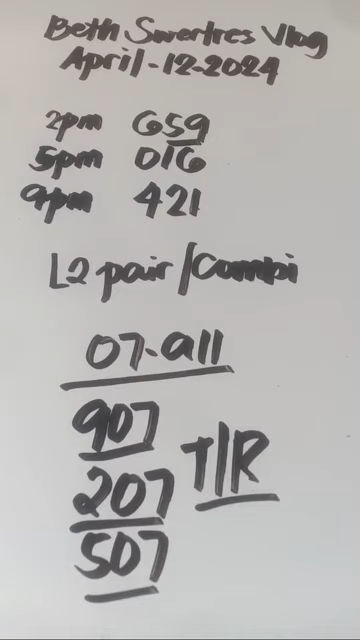 Beth Swertres Vlog
April-12-2024
2pm 659
5pm 016
9pm 421
L2 pair/Combi
07-all
907
207 T/R
507